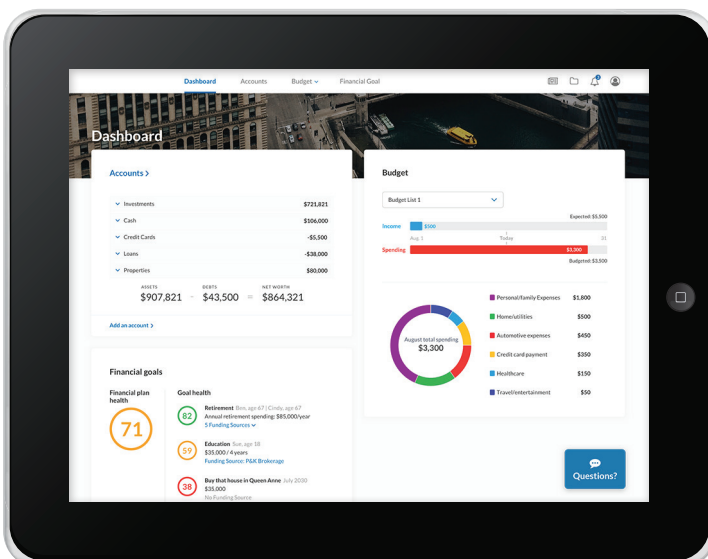 Dashboard Accounts Budget Financial Goal
Dashboard
Accounts >
Investments $721,821
Cash $106,000
Credit Cards -$5,500
Loans -$38,000
Properties $80,000
ASSETS DEBTS NET WORTH
$907,821 - $43,500 = $864,321
Add an account >
Financial goals
Financial plan
health
71
Goal health
82
Retirement Ben, age 67 | Cindy, age 67
Annual retirement spending: $85,000/year
5 Funding Sources
59
Education Sue, age 18
$35,000 / 4 years
Funding Source: P&K Brokerage
38
Buy that house in Queen Anne July 2030
$35,000
No Funding Source
Budget
Budget List 1
Expected: $5,500
Income $500
Aug 1 Today 31
Spending $3,300
Budgeted: $3,500
August total spending
$3,300
Personal/family Expenses $1,800
Home/utilities $500
Automotive expenses $450
Credit card payment $350
Healthcare $150
Travel/entertainment $50
Questions?